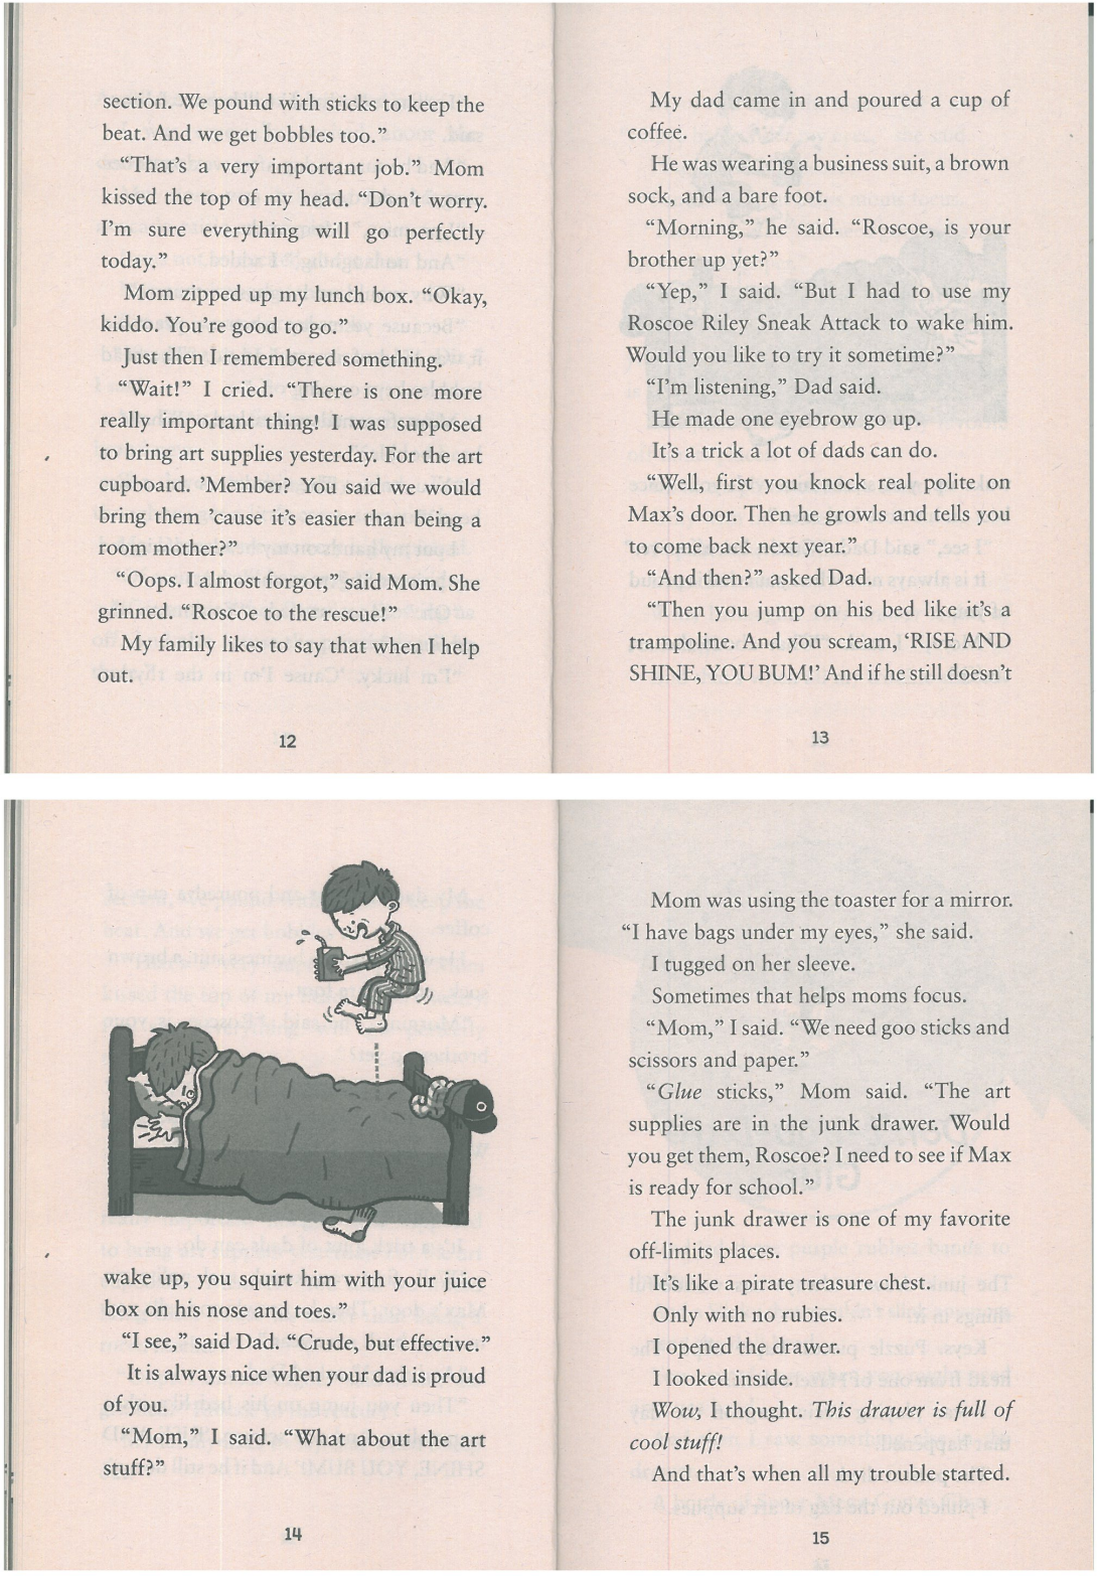 section. We pound with sticks to keep the
beat. And we get bobbles too.”
“That’s a very important job.” Mom
kissed the top of my head. “Don’t worry.
I’m sure everything will go perfectly
today.”
Mom zipped up my lunch box. “Okay,
kiddo. You’re good to go.”
Just then I remembered something.
“Wait!” I cried. “There is one more
really important thing! I was supposed
to bring art supplies yesterday. For the art
cupboard. ’Member? You said we would
bring them ’cause it’s easier than being a
room mother?”
“Oops. I almost forgot,” said Mom. She
grinned. “Roscoe to the rescue!”
My family likes to say that when I help
out.
12
My dad came in and poured a cup of
coffee.
He was wearing a business suit, a brown
sock, and a bare foot.
“Morning,” he said. “Roscoe, is your
brother up yet?”
“Yep,” I said. “But I had to use my
Roscoe Riley Sneak Attack to wake him.
Would you like to try it sometime?”
“I’m listening,” Dad said.
He made one eyebrow go up.
It’s a trick a lot of dads can do.
“Well, first you knock real polite on
Max’s door. Then he growls and tells you
to come back next year.”
“And then?” asked Dad.
“Then you jump on his bed like it’s a
trampoline. And you scream, ‘RISE AND
SHINE, YOU BUM!’ And if he still doesn’t
13
wake up, you squirt him with your juice
box on his nose and toes.”
“I see,” said Dad. “Crude, but effective.”
It is always nice when your dad is proud
of you.
“Mom,” I said. “What about the art
stuff?”
14
Mom was using the toaster for a mirror.
“I have bags under my eyes,” she said.
I tugged on her sleeve.
Sometimes that helps moms focus.
“Mom,” I said. “We need goo sticks and
scissors and paper.”
“Glue sticks,” Mom said. “The art
supplies are in the junk drawer. Would
you get them, Roscoe? I need to see if Max
is ready for school.”
The junk drawer is one of my favorite
off-limits places.
It’s like a pirate treasure chest.
Only with no rubies.
I opened the drawer.
I looked inside.
Wow, I thought. This drawer is full of
cool stuff!
And that’s when all my trouble started.
15